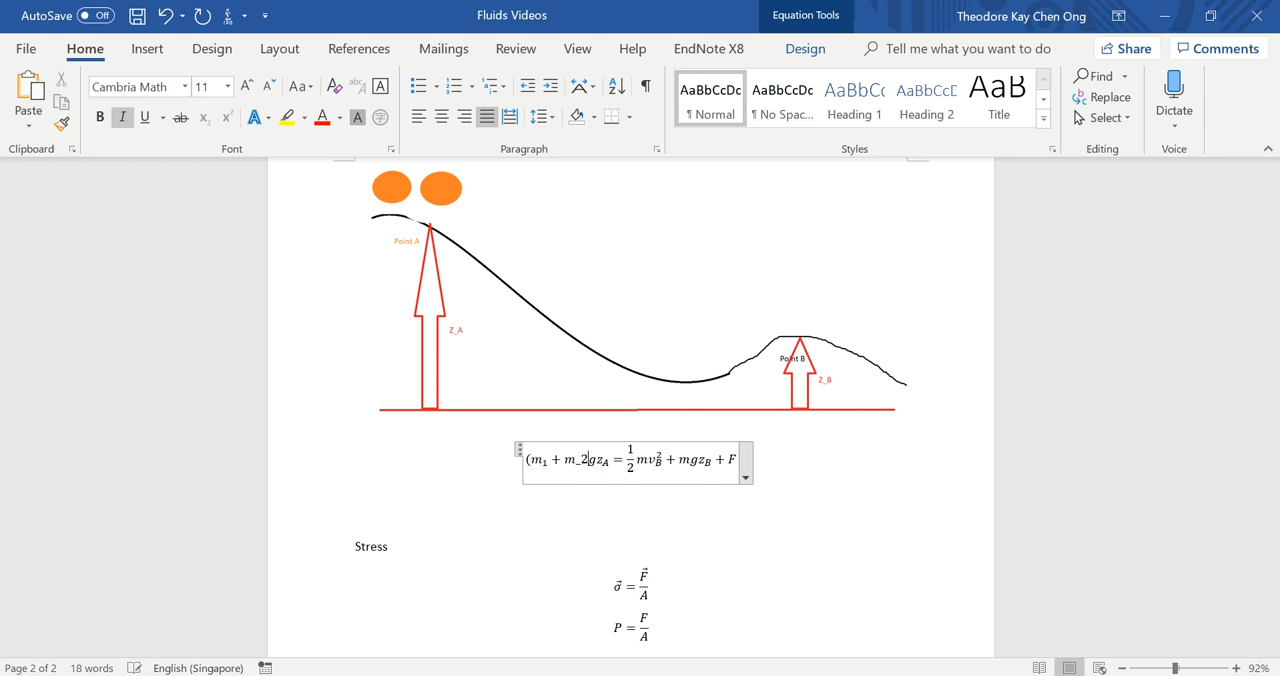 AutoSave Off Fluids Videos Equation Tools Theodore Kay Chen Ong
File Home Insert Design Layout References Mailings Review View Help EndNote X8 Design Tell me what you want to do Share Comments
Paste Cambria Math 11 Aa AaBbCcDc AaBbCcDc AaBbCc AaBbCcD AaB Find Replace Select Dictate
¶ Normal ¶ No Spac... Heading 1 Heading 2 Title
Clipboard Font Paragraph Styles Editing Voice
Point A
Z_A
Point B
Z_B
(m₁ + m_2gz_A = 1/2 mv_B² + mgz_B + F
Stress
σ⃗ = F⃗/A
P = F/A
Page 2 of 2 18 words English (Singapore) 92%